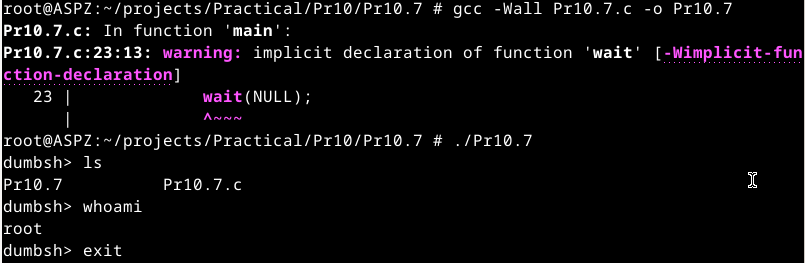 root@ASPZ:~/projects/Practical/Pr10/Pr10.7 # gcc -Wall Pr10.7.c -o Pr10.7
Pr10.7.c: In function 'main':
Pr10.7.c:23:13: warning: implicit declaration of function 'wait' [-Wimplicit-fun
ction-declaration]
   23 |             wait(NULL);
      |             ^~~~
root@ASPZ:~/projects/Practical/Pr10/Pr10.7 # ./Pr10.7
dumbsh> ls
Pr10.7          Pr10.7.c
dumbsh> whoami
root
dumbsh> exit